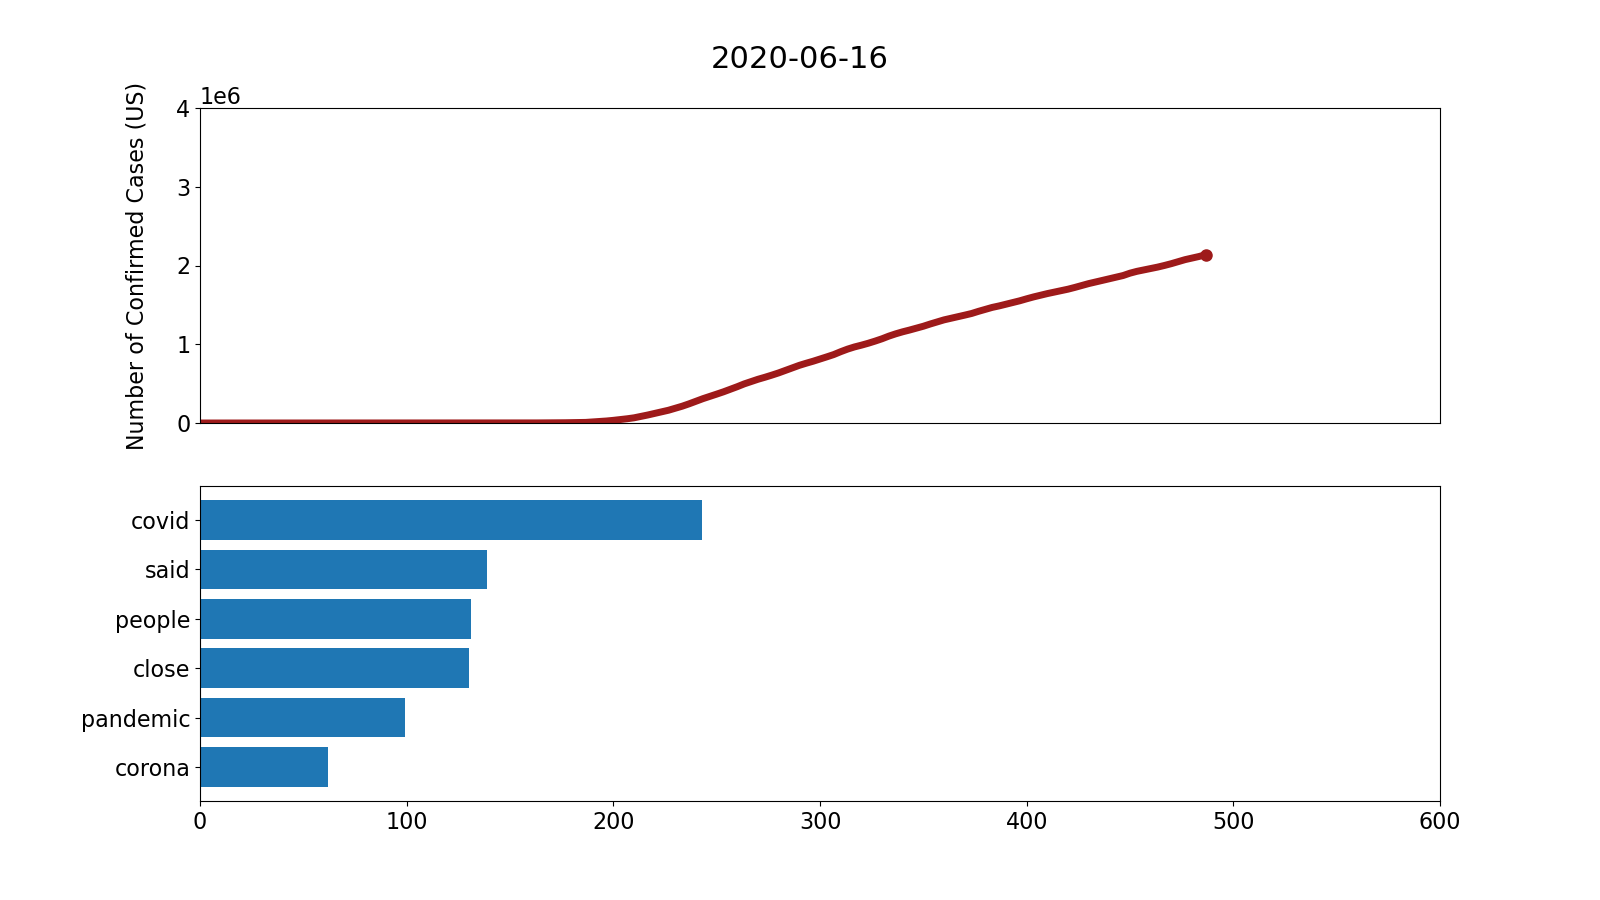 2020-06-16
1e6
Number of Confirmed Cases (US)
4
3
2
1
0
covid
said
people
close
pandemic
corona
0 100 200 300 400 500 600